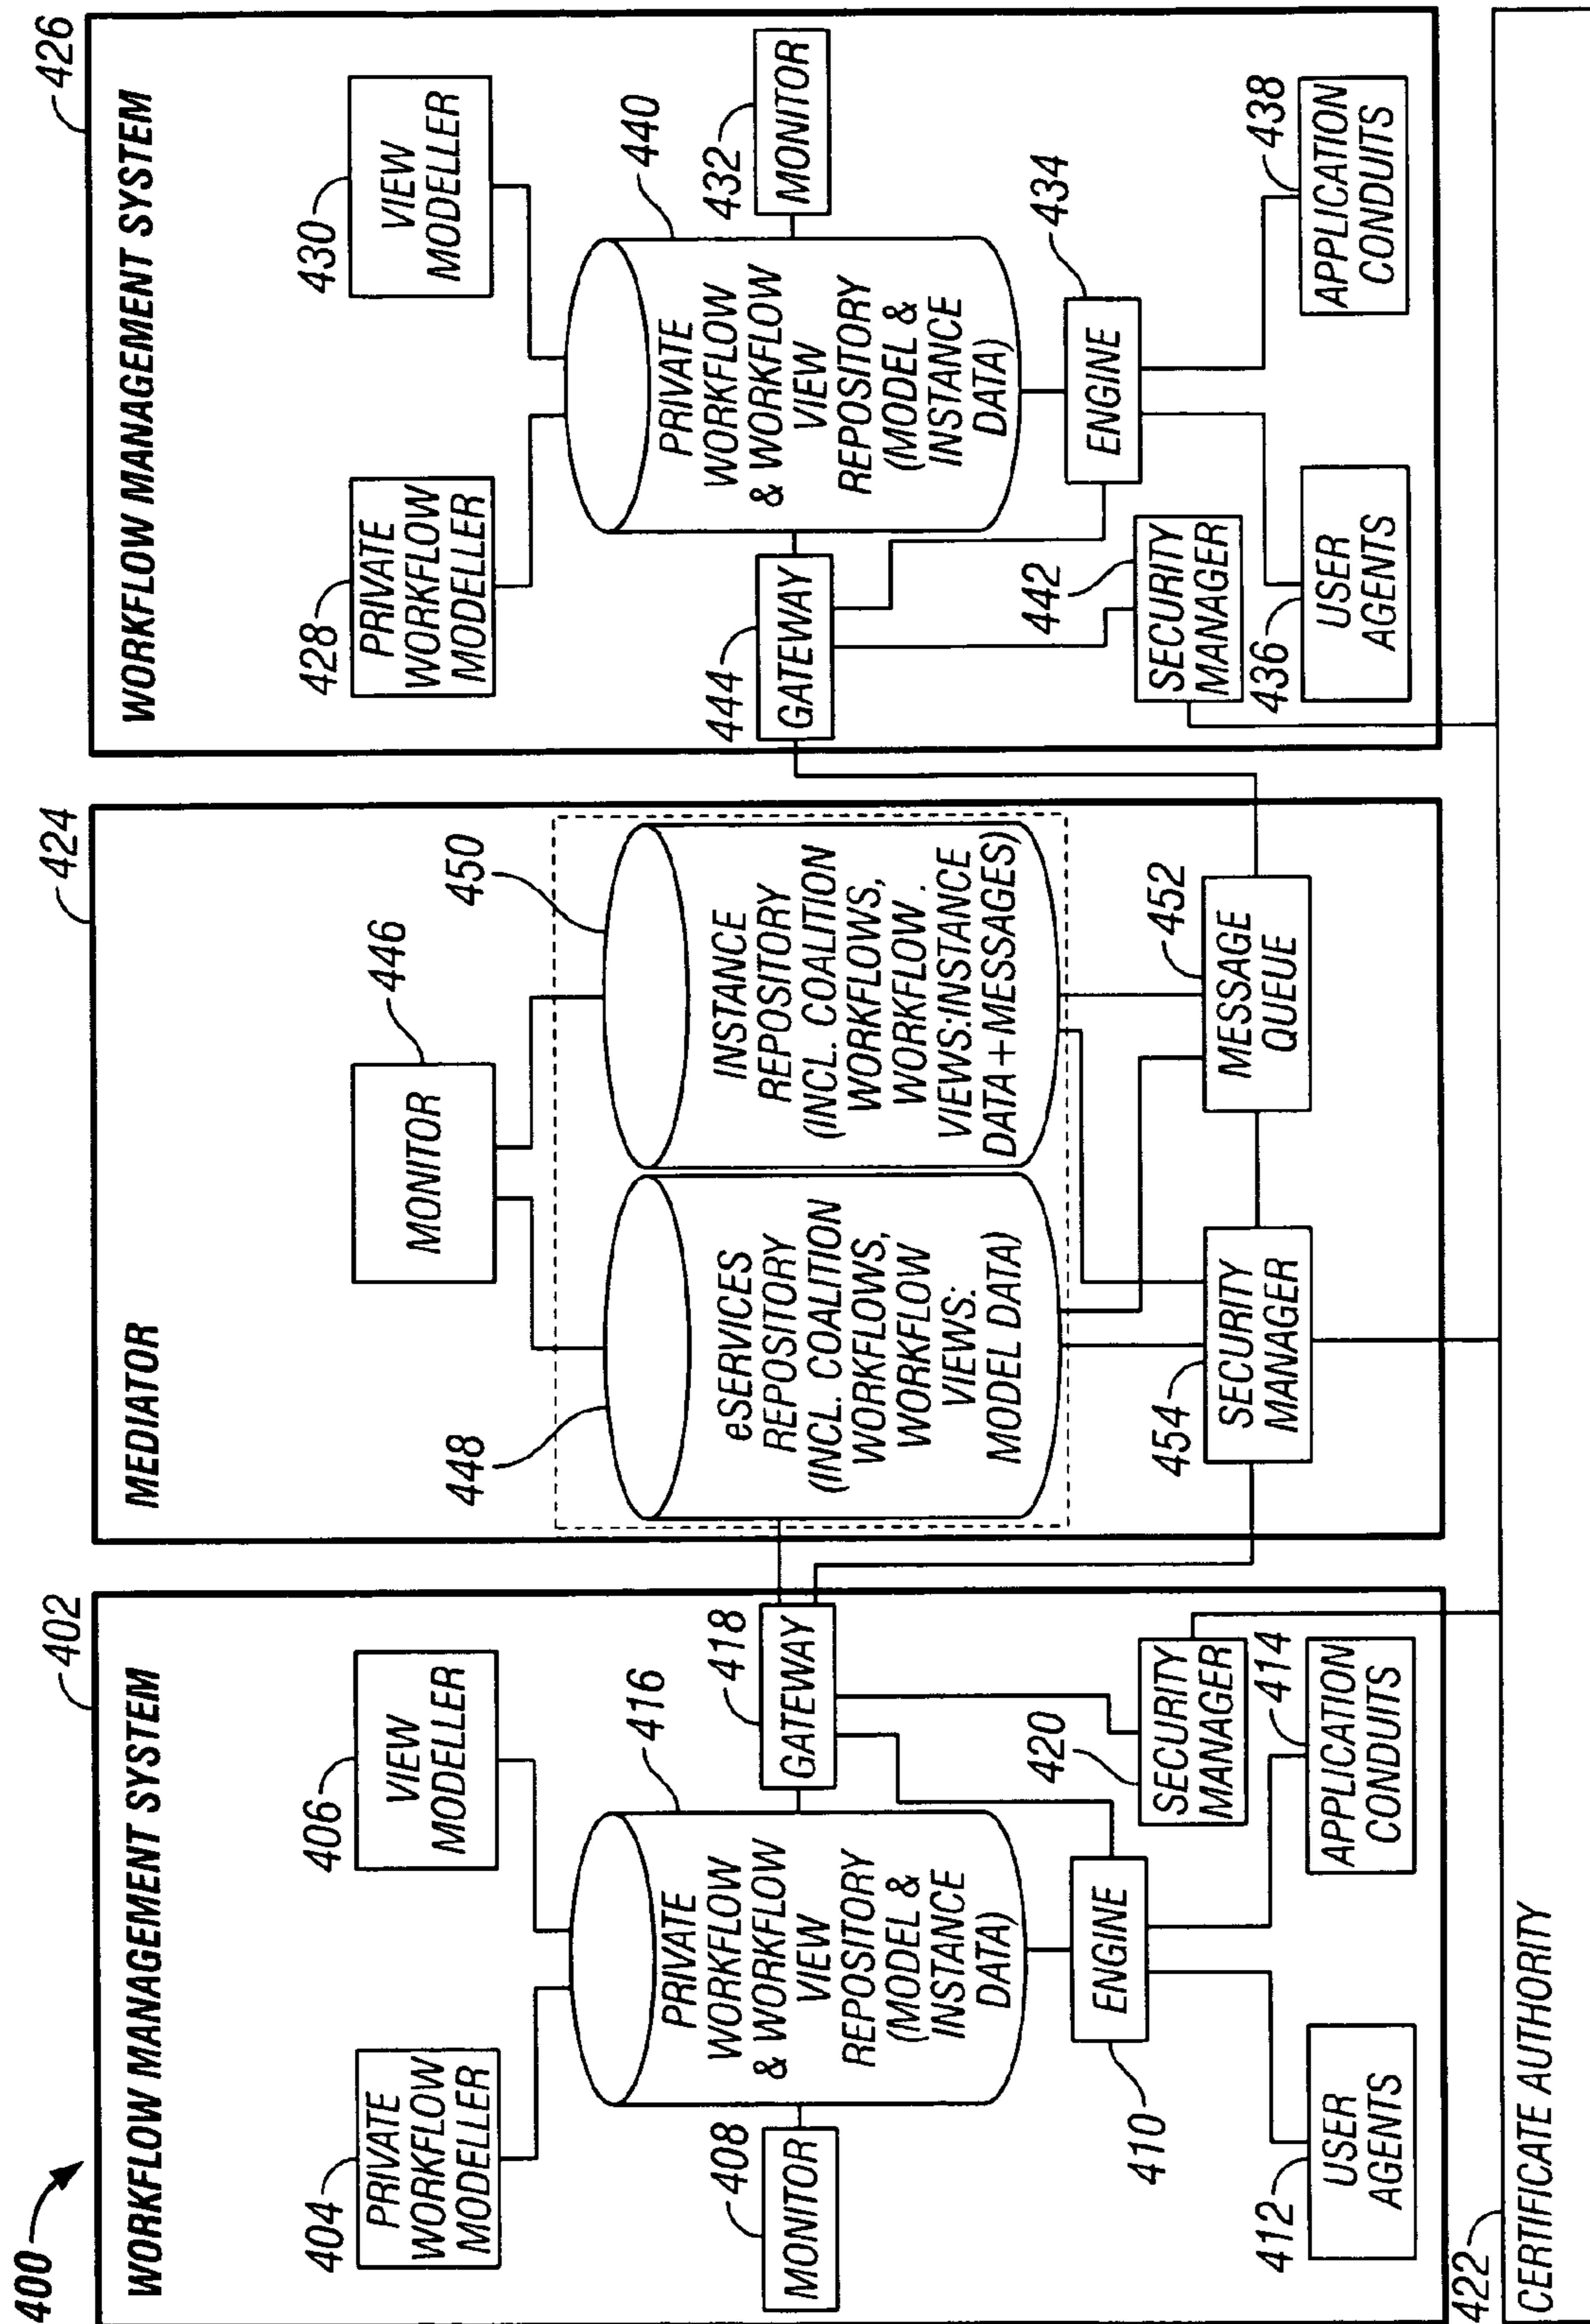 400
402
WORKFLOW MANAGEMENT SYSTEM
404
PRIVATE
WORKFLOW
MODELLER
406
VIEW
MODELLER
408
MONITOR
416
PRIVATE
WORKFLOW
& WORKFLOW
VIEW
REPOSITORY
(MODEL &
INSTANCE
DATA)
418
GATEWAY
410
ENGINE
420
SECURITY
MANAGER
412
USER
AGENTS
414
APPLICATION
CONDUITS
424
MEDIATOR
446
MONITOR
448
eSERVICES
REPOSITORY
(INCL. COALITION
WORKFLOWS,
WORKFLOW
VIEWS:
MODEL DATA)
450
INSTANCE
REPOSITORY
(INCL. COALITION
WORKFLOWS,
WORKFLOW .
VIEWS:INSTANCE
DATA+MESSAGES)
454
SECURITY
MANAGER
452
MESSAGE
QUEUE
426
WORKFLOW MANAGEMENT SYSTEM
428
PRIVATE
WORKFLOW
MODELLER
430
VIEW
MODELLER
440
PRIVATE
WORKFLOW
& WORKFLOW
VIEW
REPOSITORY
(MODEL &
INSTANCE
DATA)
432
MONITOR
444
GATEWAY
434
ENGINE
442
SECURITY
MANAGER
436
USER
AGENTS
438
APPLICATION
CONDUITS
422
CERTIFICATE AUTHORITY